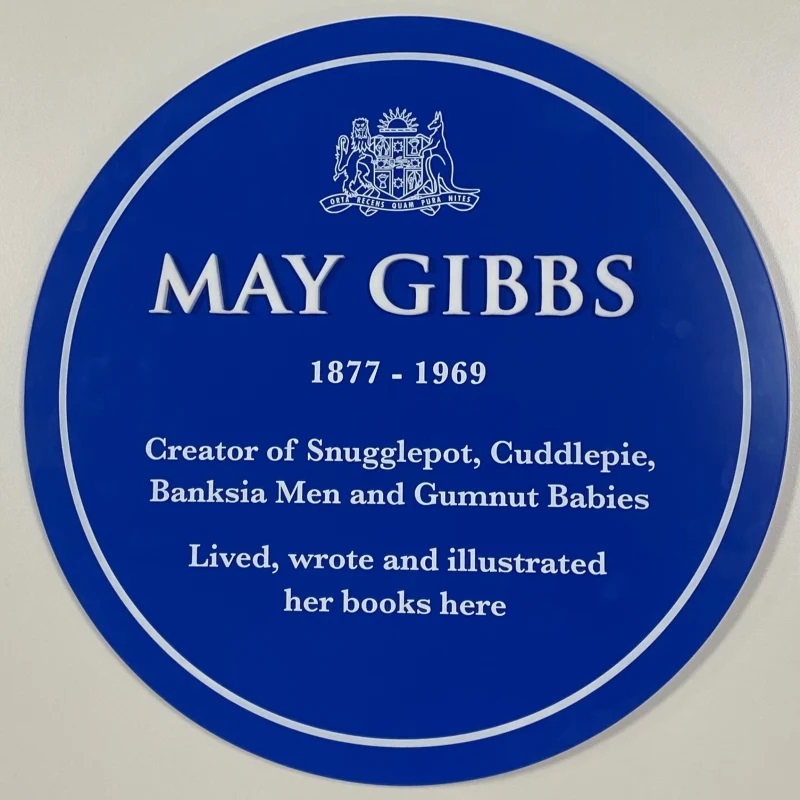 ORTA RECENS QUAM PURA NITES
MAY GIBBS
1877 - 1969
Creator of Snugglepot, Cuddlepie,
Banksia Men and Gumnut Babies
Lived, wrote and illustrated
her books here